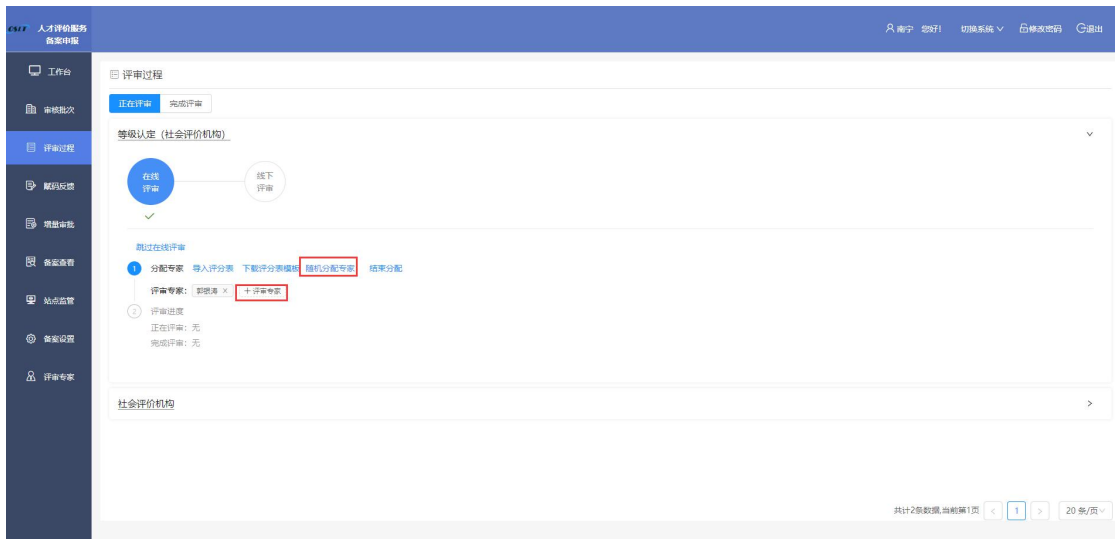 OSTA 人才评价服务
备案申报
南宁 您好! 切换系统 修改密码 退出
工作台
审核批次
评审过程
赋码反馈
增量审批
备案查看
站点监管
备案设置
评审专家
评审过程
正在评审 完成评审
等级认定（社会评价机构）
在线
评审
线下
评审
跳过在线评审
1 分配专家 导入评分表 下载评分表模板 随机分配专家 结束分配
评审专家： 郭银涛 × + 评审专家
2 评审进度
正在评审：无
完成评审：无
社会评价机构
共计2条数据,当前第1页 < 1 > 20 条/页